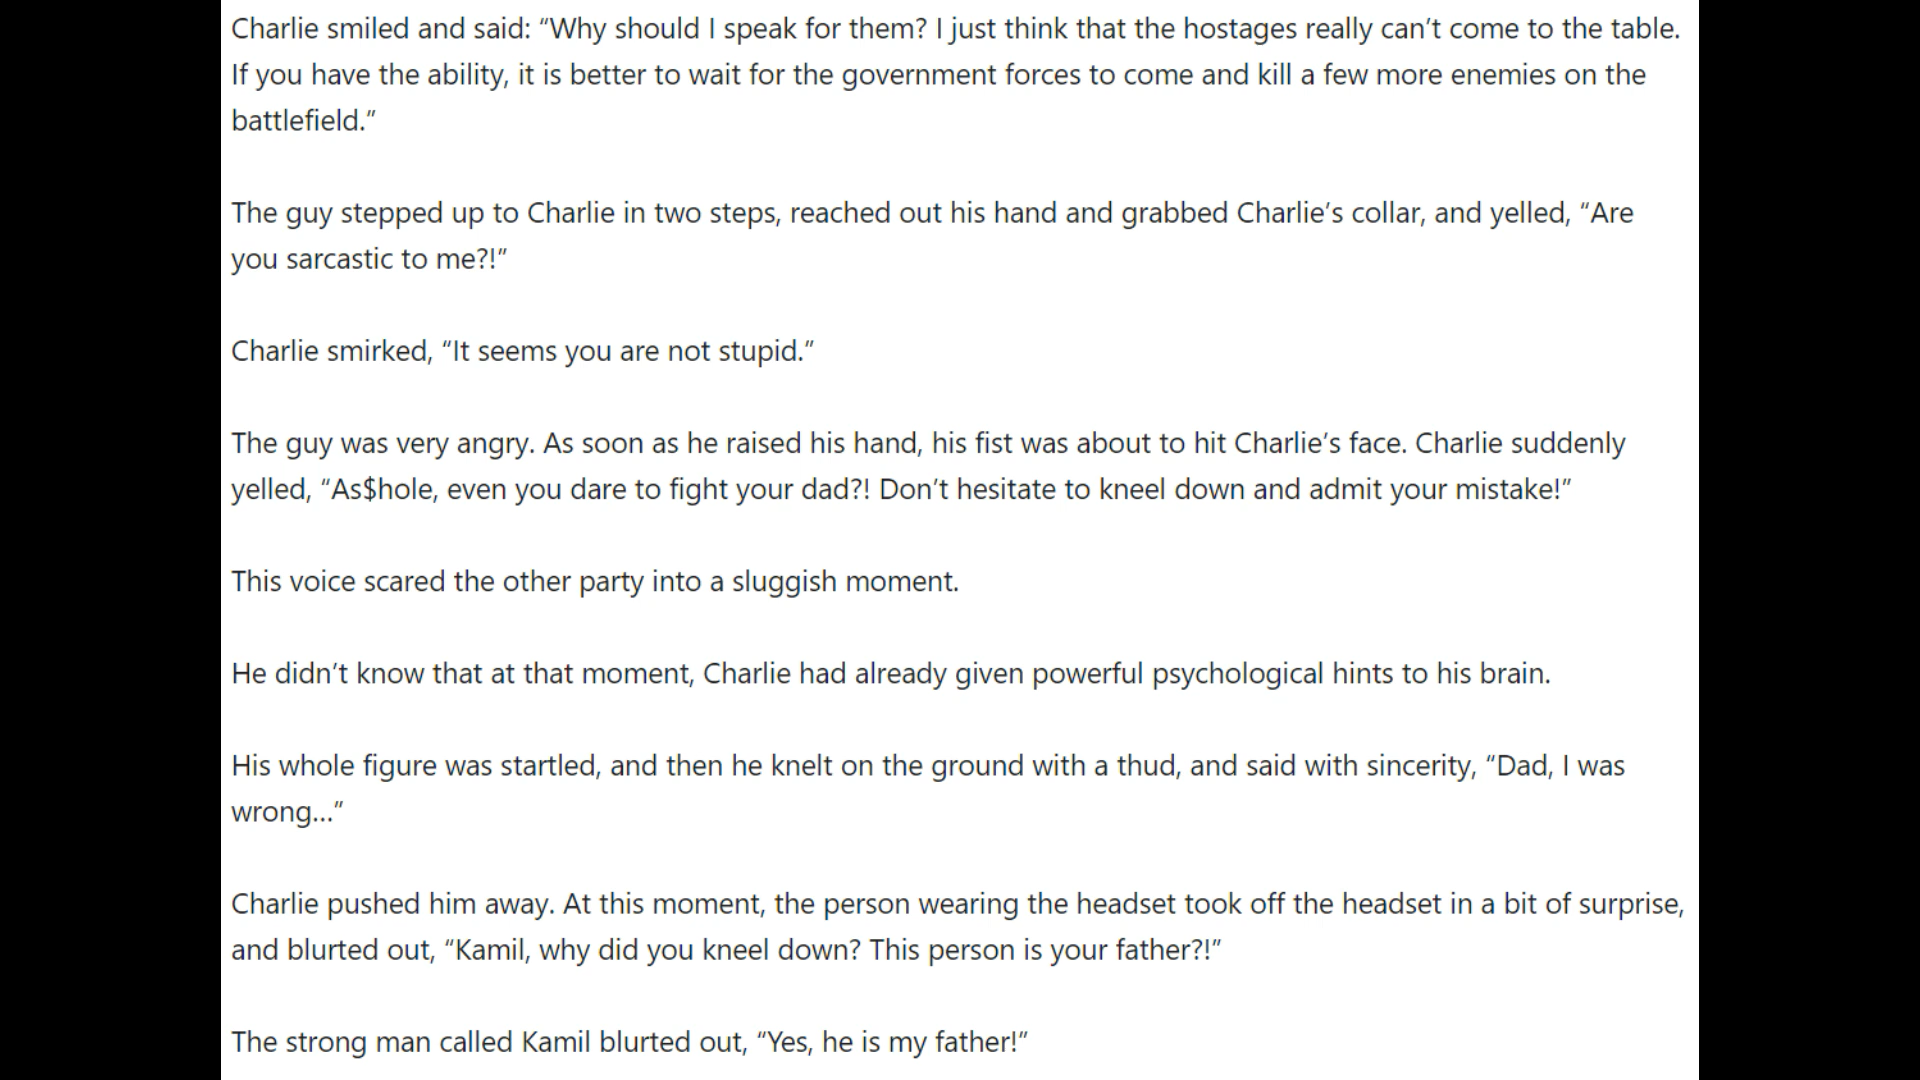 Charlie smiled and said: “Why should I speak for them? I just think that the hostages really can’t come to the table.
If you have the ability, it is better to wait for the government forces to come and kill a few more enemies on the
battlefield.”
The guy stepped up to Charlie in two steps, reached out his hand and grabbed Charlie’s collar, and yelled, “Are
you sarcastic to me?!”
Charlie smirked, “It seems you are not stupid.”
The guy was very angry. As soon as he raised his hand, his fist was about to hit Charlie’s face. Charlie suddenly
yelled, “As$hole, even you dare to fight your dad?! Don’t hesitate to kneel down and admit your mistake!”
This voice scared the other party into a sluggish moment.
He didn’t know that at that moment, Charlie had already given powerful psychological hints to his brain.
His whole figure was startled, and then he knelt on the ground with a thud, and said with sincerity, “Dad, I was
wrong…”
Charlie pushed him away. At this moment, the person wearing the headset took off the headset in a bit of surprise,
and blurted out, “Kamil, why did you kneel down? This person is your father?!”
The strong man called Kamil blurted out, “Yes, he is my father!”